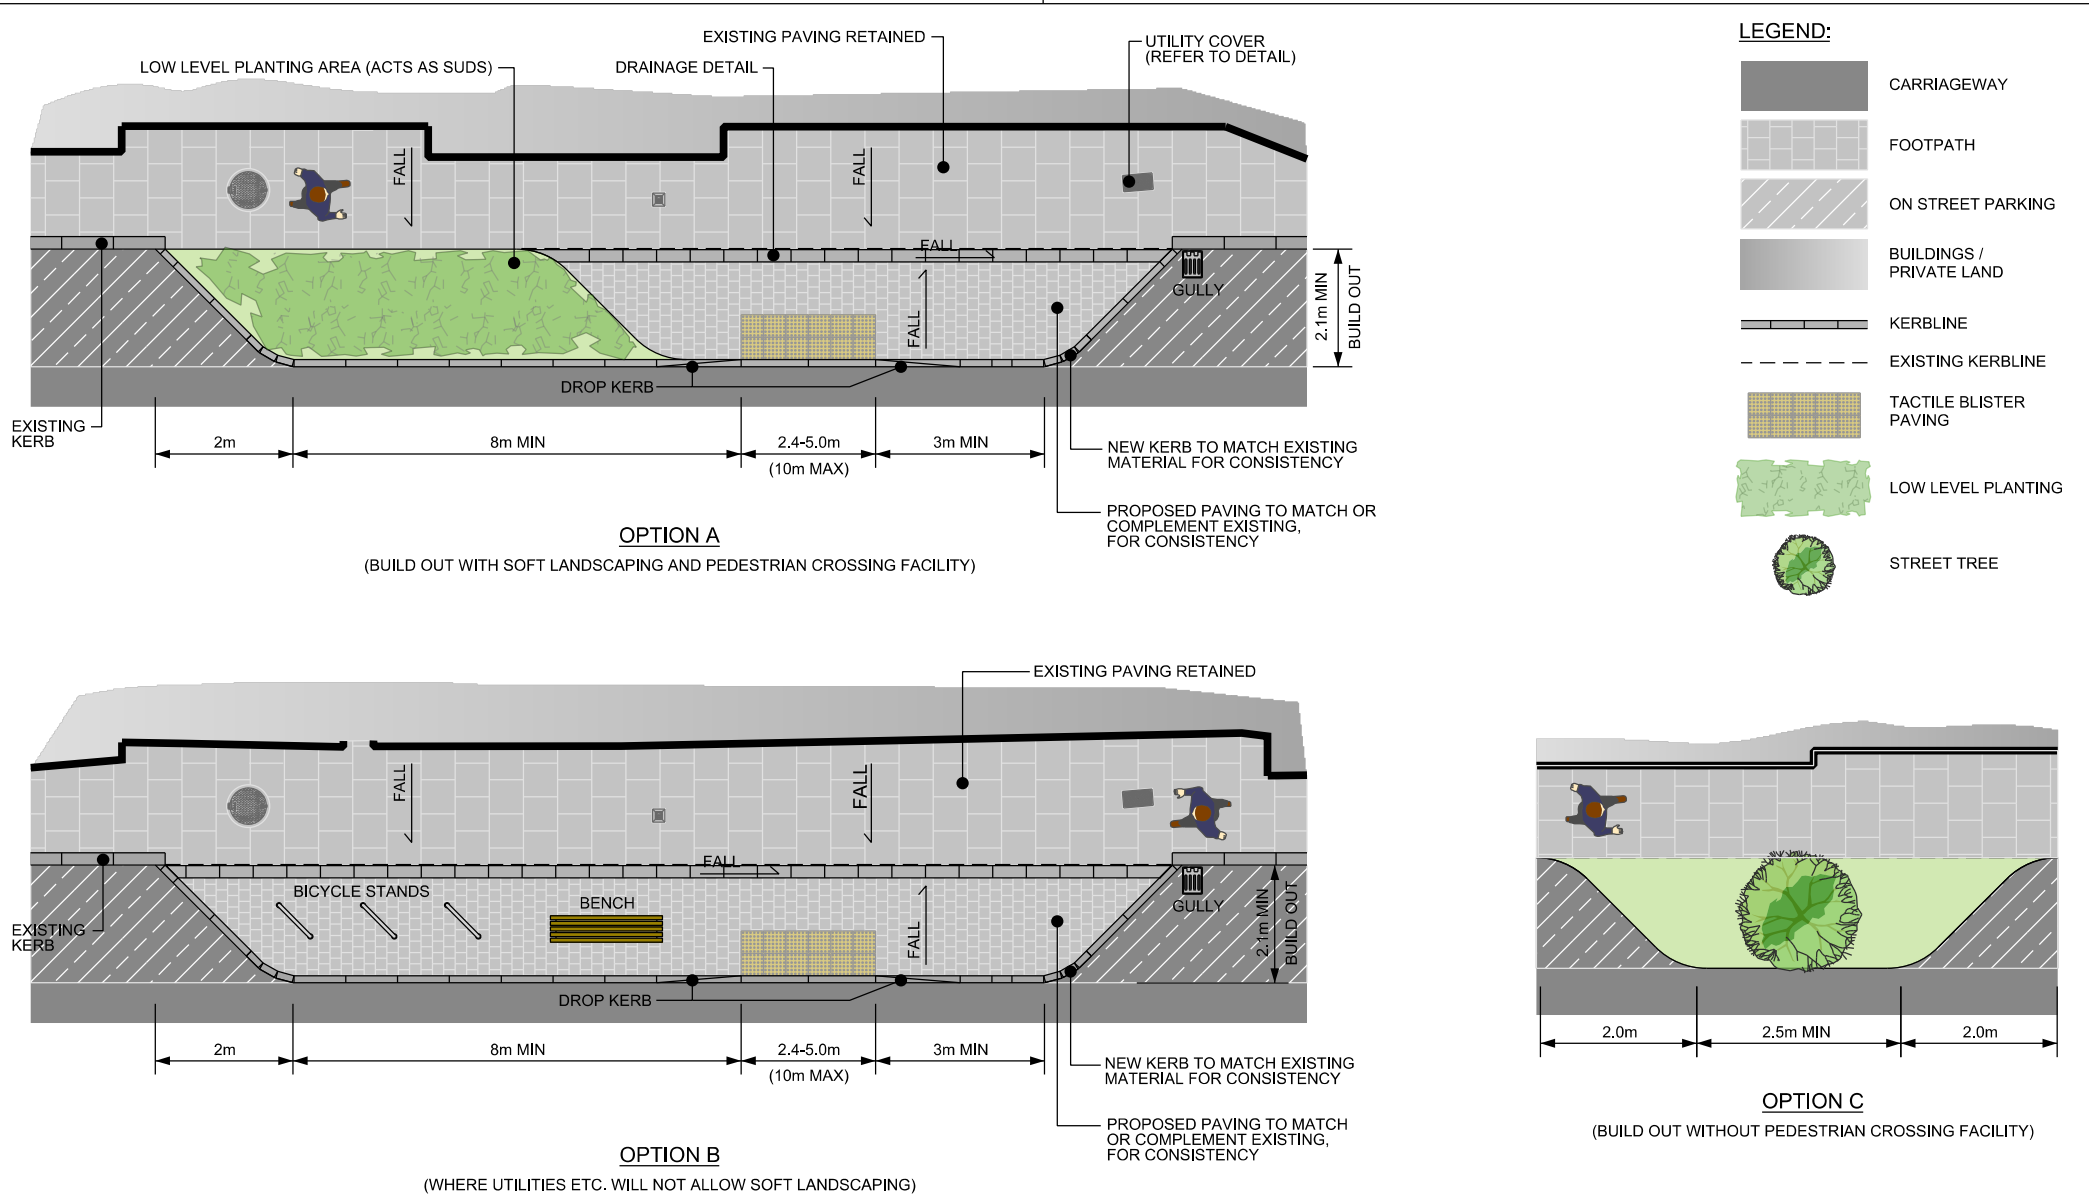 EXISTING PAVING RETAINED
UTILITY COVER
(REFER TO DETAIL)
LOW LEVEL PLANTING AREA (ACTS AS SUDS)
DRAINAGE DETAIL
FALL
FALL
FALL
GULLY
FALL
2.1m MIN
BUILD OUT
DROP KERB
EXISTING
KERB
2m
8m MIN
2.4-5.0m
(10m MAX)
3m MIN
NEW KERB TO MATCH EXISTING
MATERIAL FOR CONSISTENCY
PROPOSED PAVING TO MATCH OR
COMPLEMENT EXISTING,
FOR CONSISTENCY
OPTION A
(BUILD OUT WITH SOFT LANDSCAPING AND PEDESTRIAN CROSSING FACILITY)
LEGEND:
CARRIAGEWAY
FOOTPATH
ON STREET PARKING
BUILDINGS /
PRIVATE LAND
KERBLINE
EXISTING KERBLINE
TACTILE BLISTER
PAVING
LOW LEVEL PLANTING
STREET TREE
EXISTING PAVING RETAINED
FALL
FALL
FALL
BICYCLE STANDS
BENCH
GULLY
FALL
2.1m MIN
BUILD OUT
EXISTING
KERB
DROP KERB
2m
8m MIN
2.4-5.0m
(10m MAX)
3m MIN
NEW KERB TO MATCH EXISTING
MATERIAL FOR CONSISTENCY
PROPOSED PAVING TO MATCH
OR COMPLEMENT EXISTING,
FOR CONSISTENCY
OPTION B
(WHERE UTILITIES ETC. WILL NOT ALLOW SOFT LANDSCAPING)
2.0m
2.5m MIN
2.0m
OPTION C
(BUILD OUT WITHOUT PEDESTRIAN CROSSING FACILITY)